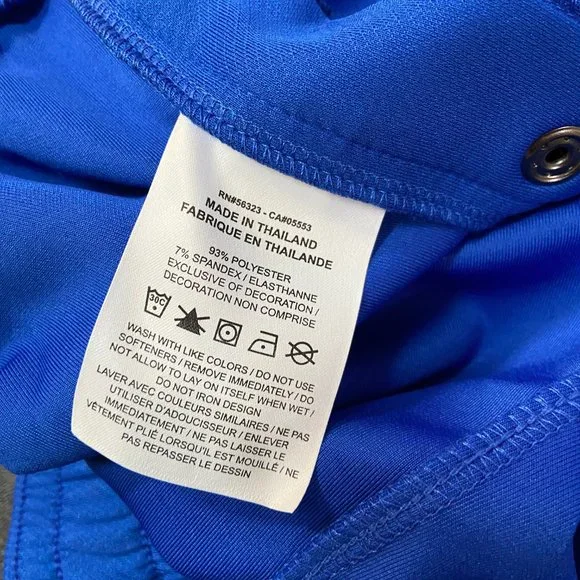 RN#56323 - CA#05553
MADE IN THAILAND
FABRIQUE EN THAILANDE
93% POLYESTER
7% SPANDEX / ELASTHANNE
EXCLUSIVE OF DECORATION /
DECORATION NON COMPRISE
30C
WASH WITH LIKE COLORS / DO NOT USE
SOFTENERS / REMOVE IMMEDIATELY / DO
NOT ALLOW TO LAY ON ITSELF WHEN WET /
DO NOT IRON DESIGN
LAVER AVEC COULEURS SIMILAIRES / NE PAS
UTILISER D'ADOUCISSEUR / ENLEVER
IMMÉDIATEMENT / NE PAS LAISSER LE
VÊTEMENT PLIÉ LORSQU'IL EST MOUILLÉ / NE
PAS REPASSER LE DESSIN